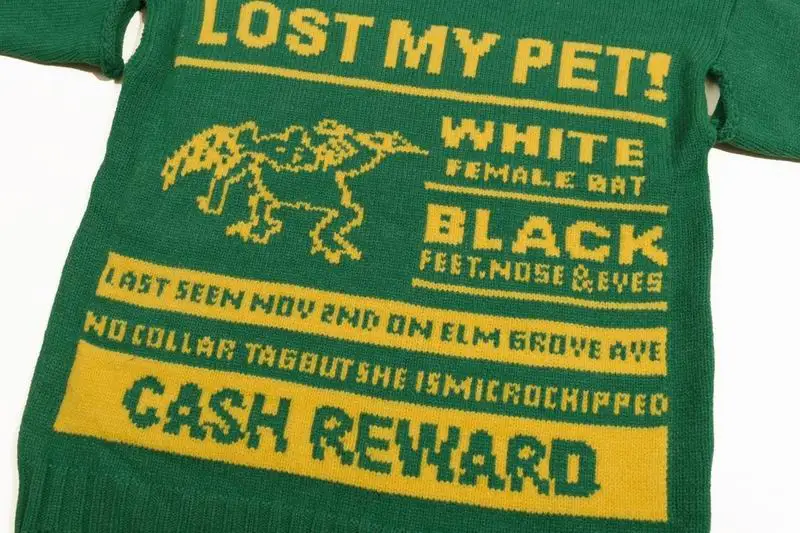 LOST MY PET!
WHITE
FEMALE BAT
BLACK
FEET, NOSE & EYES
LAST SEEN NOV 2ND ON ELM GROVE AVE
NO COLLAR TAG BUT SHE IS MICROCHIPPED
CASH REWARD